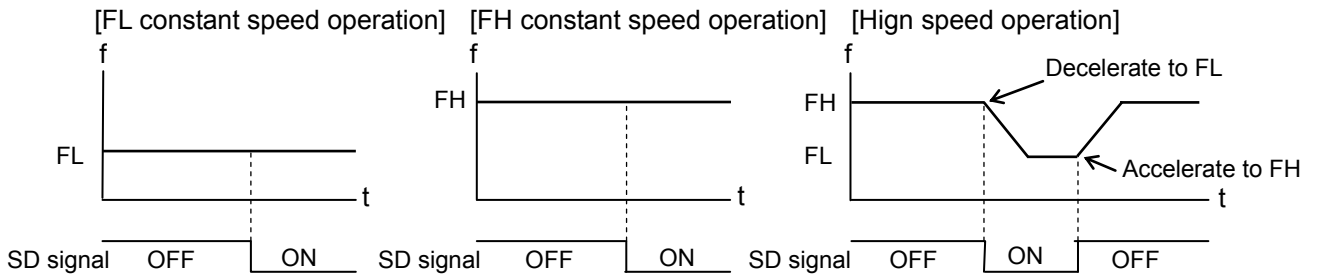 [FL constant speed operation] [FH constant speed operation] [Hign speed operation]
f f f
Decelerate to FL
FH FH
FL FL
Accelerate to FH
t t t
SD signal OFF ON SD signal OFF ON SD signal OFF ON OFF